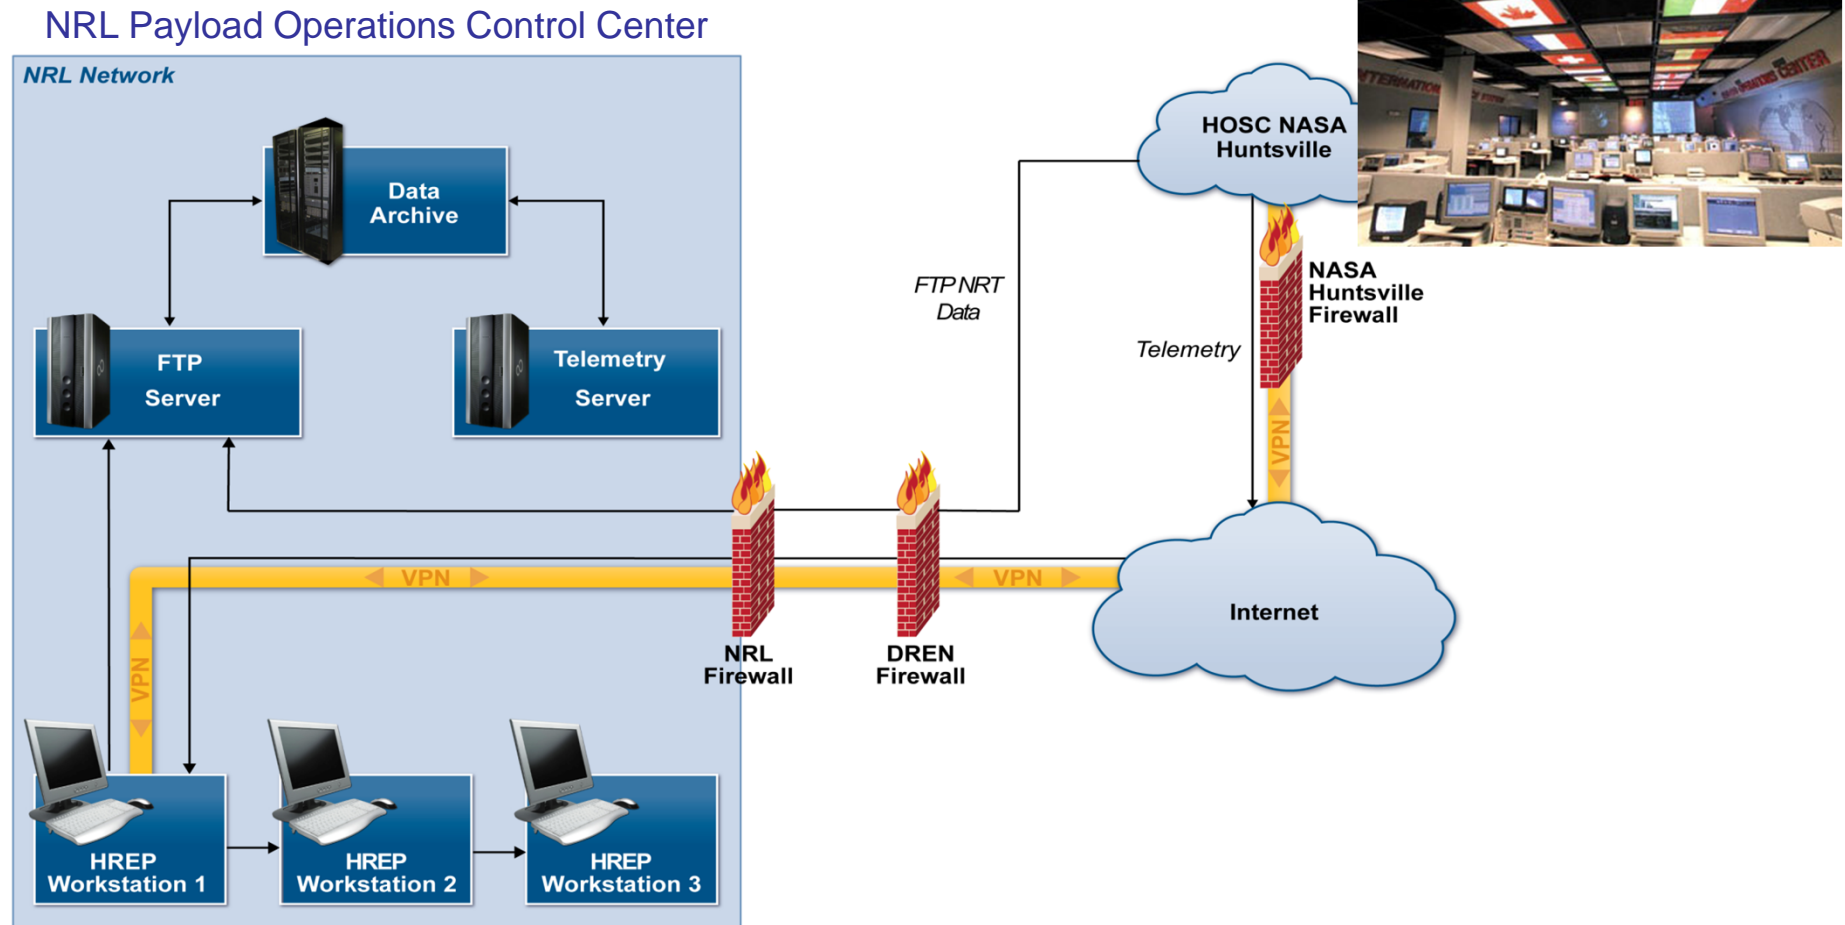 NRL Payload Operations Control Center
NRL Network
Data
Archive
FTP
Server
Telemetry
Server
HREP
Workstation 1
HREP
Workstation 2
HREP
Workstation 3
VPN
VPN
VPN
VPN
NRL
Firewall
DREN
Firewall
FTP NRT
Data
Telemetry
HOSC NASA
Huntsville
NASA
Huntsville
Firewall
Internet
OPERATIONS CENTER